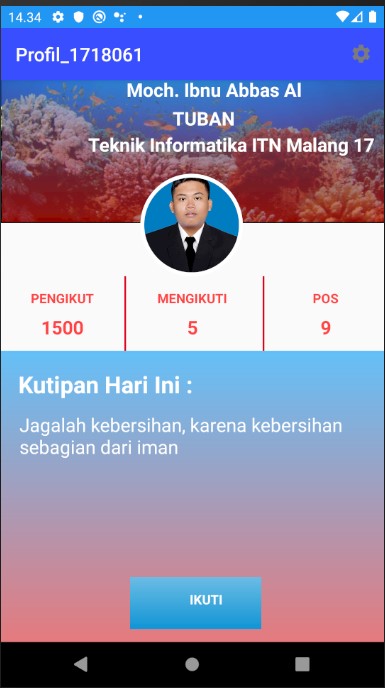 14.34
Profil_1718061
Moch. Ibnu Abbas Al
TUBAN
Teknik Informatika ITN Malang 17
PENGIKUT
MENGIKUTI
POS
1500
5
9
Kutipan Hari Ini :
Jagalah kebersihan, karena kebersihan
sebagian dari iman
IKUTI